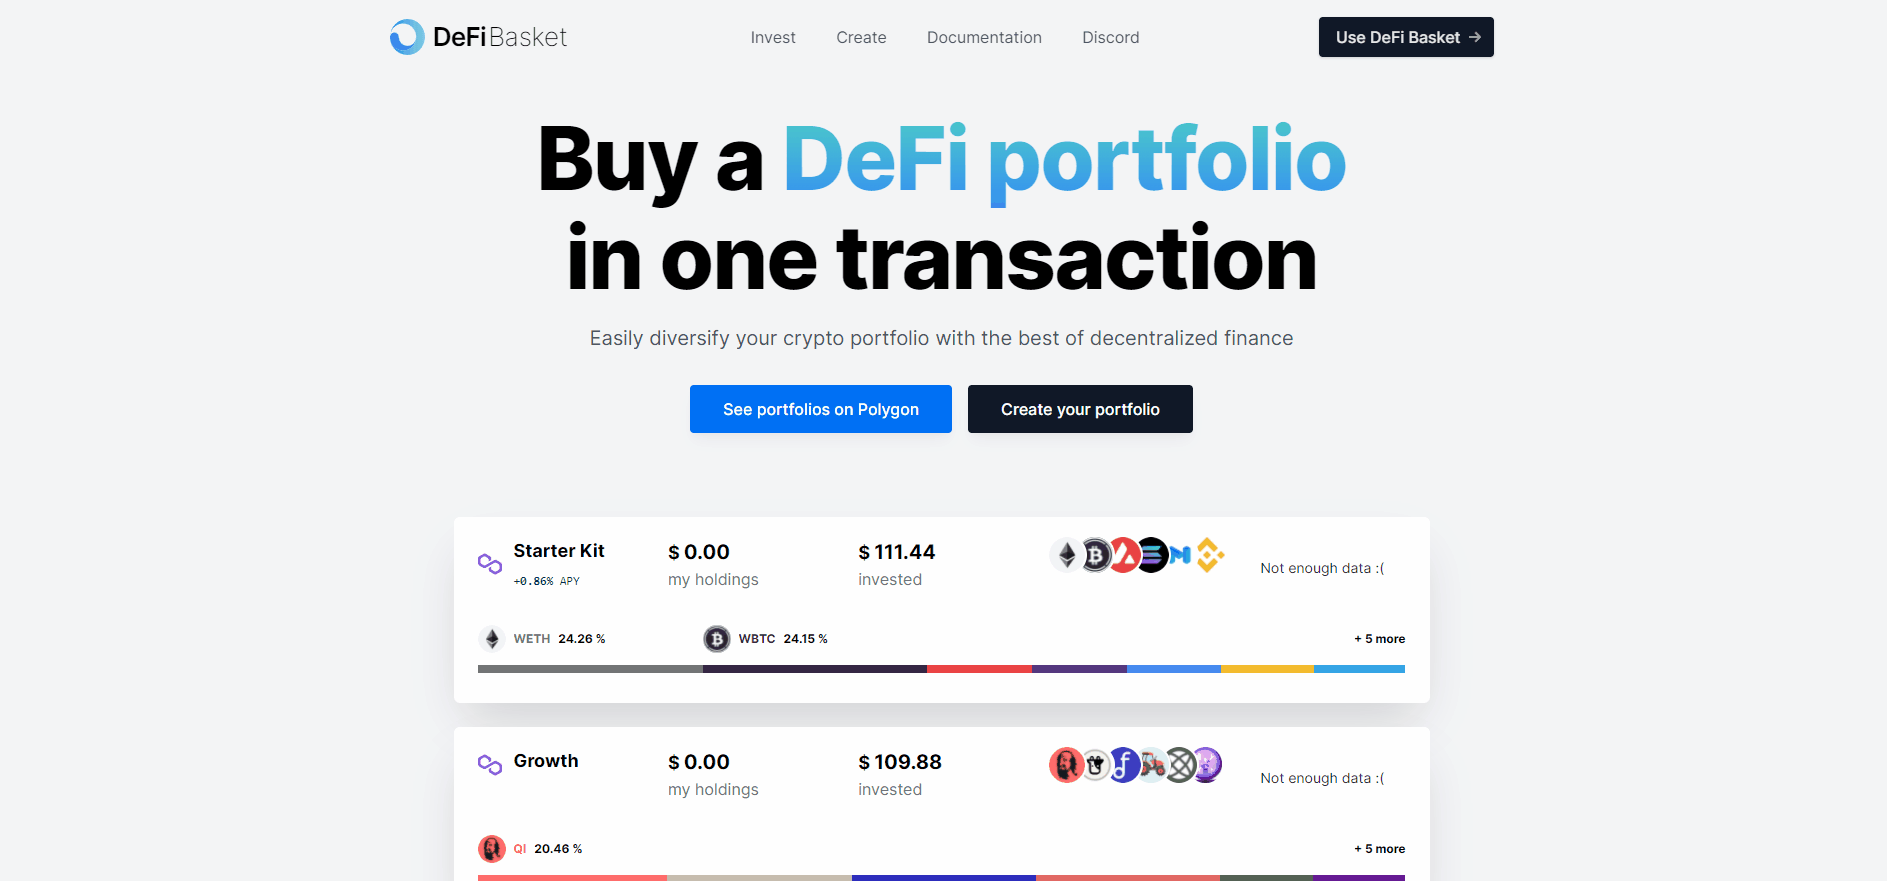 DeFiBasket
Invest
Create
Documentation
Discord
Use DeFi Basket →
Buy a DeFi portfolio
in one transaction
Easily diversify your crypto portfolio with the best of decentralized finance
See portfolios on Polygon
Create your portfolio
Starter Kit
+0.86% APY
$ 0.00
my holdings
$ 111.44
invested
Not enough data :(
WETH 24.26 %
WBTC 24.15 %
+ 5 more
Growth
$ 0.00
my holdings
$ 109.88
invested
Not enough data :(
QI 20.46 %
+ 5 more